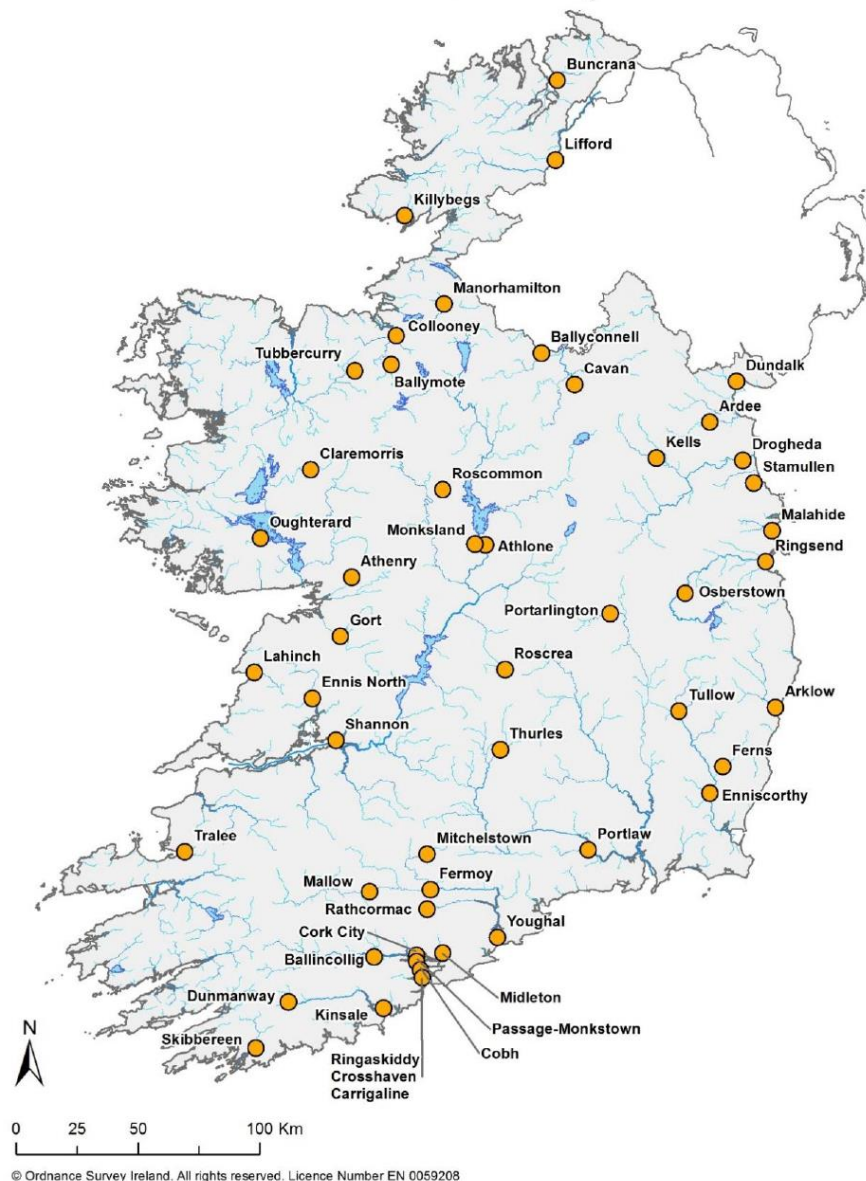 Buncrana
Lifford
Killybegs
Manorhamilton
Collooney
Ballyconnell
Tubbercurry
Ballymote
Cavan
Dundalk
Ardee
Kells
Drogheda
Stamullen
Claremorris
Roscommon
Malahide
Oughterard
Monksland
Athlone
Ringsend
Athenry
Osberstown
Portarlington
Gort
Lahinch
Roscrea
Ennis North
Tullow
Arklow
Shannon
Thurles
Ferns
Enniscorthy
Tralee
Mitchelstown
Portlaw
Mallow
Fermoy
Rathcormac
Youghal
Cork City
Ballincollig
Midleton
Dunmanway
Kinsale
Passage-Monkstown
Skibbereen
Cobh
Ringaskiddy
Crosshaven
Carrigaline
N
0 25 50 100 Km
© Ordnance Survey Ireland. All rights reserved. Licence Number EN 0059208